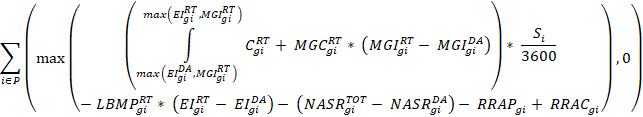 max(EI_{gi}^{RT}, MGI_{gi}^{RT})
∑_{i∈P} ( max ( ( ∫ C_{gi}^{RT} + MGC_{gi}^{RT} * (MGI_{gi}^{RT} − MGI_{gi}^{DA}) ) * S_i/3600
max(EI_{gi}^{DA}, MGI_{gi}^{RT})
− LBMP_{gi}^{RT} * (EI_{gi}^{RT} − EI_{gi}^{DA}) − (NASR_{gi}^{TOT} − NASR_{gi}^{DA}) − RRAP_{gi} + RRAC_{gi} ) , 0 )